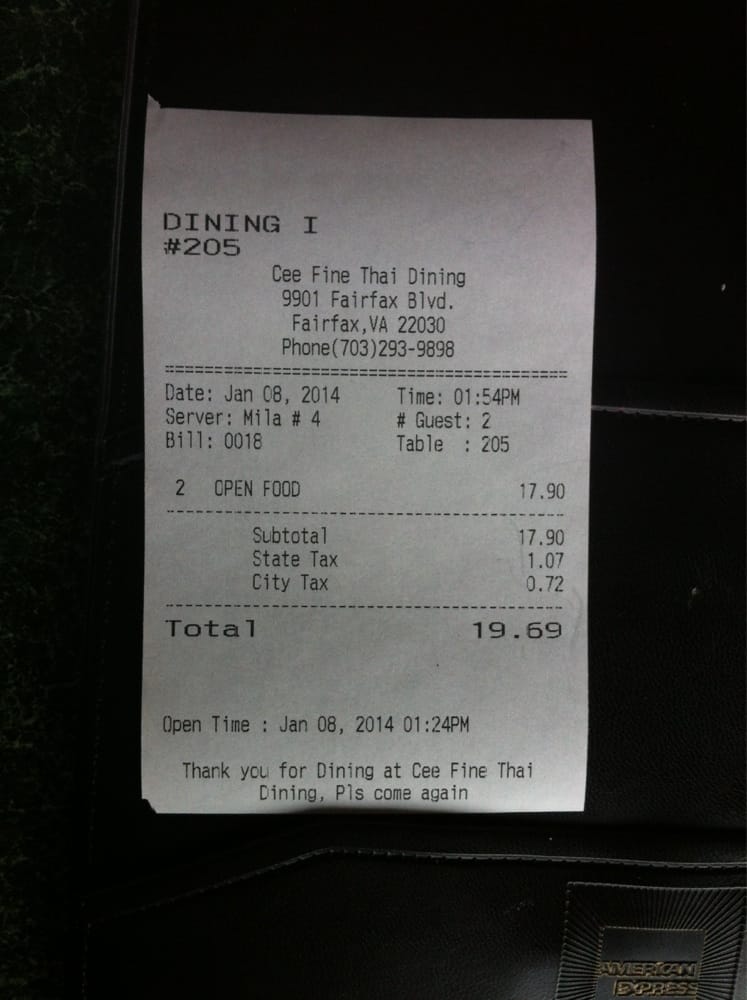 DINING I
#205
Cee Fine Thai Dining
9901 Fairfax Blvd.
Fairfax,VA 22030
Phone(703)293-9898
==========================================
Date: Jan 08, 2014 Time: 01:54PM
Server: Mila # 4 # Guest: 2
Bill: 0018 Table : 205
2 OPEN FOOD 17.90
------------------------------------------
Subtotal 17.90
State Tax 1.07
City Tax 0.72
------------------------------------------
Total 19.69
Open Time : Jan 08, 2014 01:24PM
Thank you for Dining at Cee Fine Thai
Dining, Pls come again
AMERICAN
EXPRESS